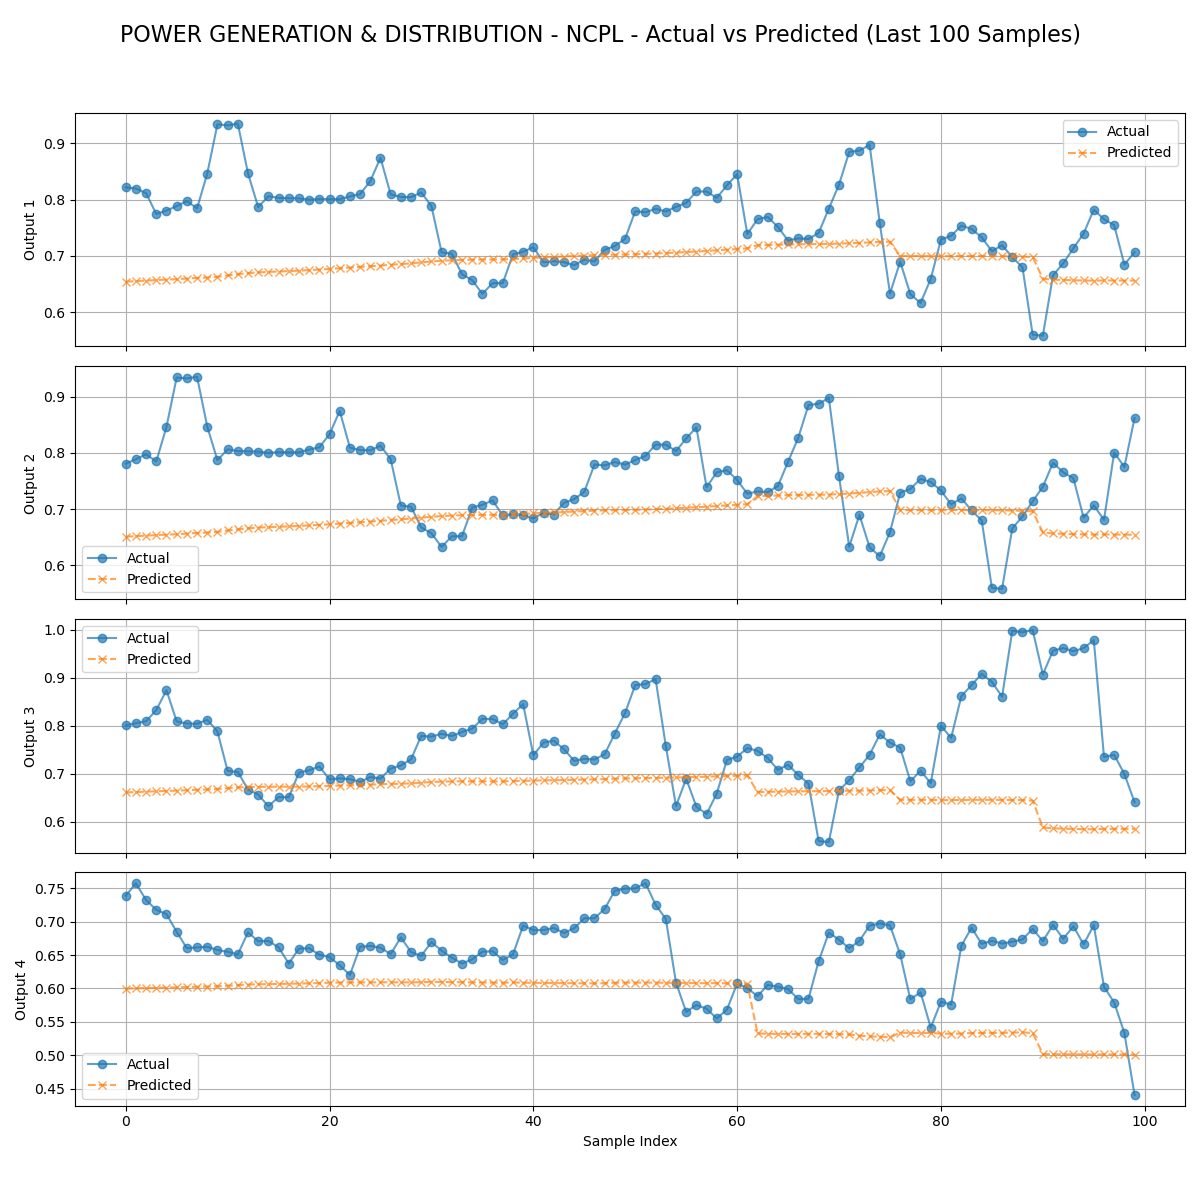 POWER GENERATION & DISTRIBUTION - NCPL - Actual vs Predicted (Last 100 Samples)
Output 1
0.9
0.8
0.7
0.6
Actual
Predicted
Output 2
0.9
0.8
0.7
0.6
Actual
Predicted
Output 3
1.0
0.9
0.8
0.7
0.6
Actual
Predicted
Output 4
0.75
0.70
0.65
0.60
0.55
0.50
0.45
Actual
Predicted
0 20 40 60 80 100
Sample Index